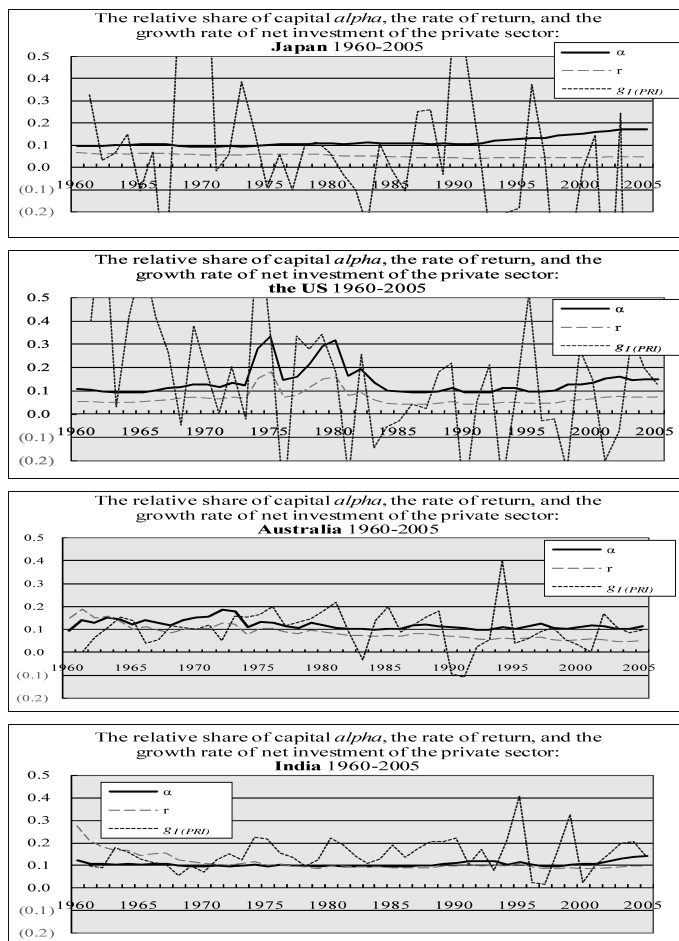 The relative share of capital alpha, the rate of return, and the
growth rate of net investment of the private sector:
Japan 1960-2005
α
r
g I (PRI)
0.5
0.4
0.3
0.2
0.1
0.0
(0.1)
(0.2)
1960 1965 1970 1975 1980 1985 1990 1995 2000 2005
The relative share of capital alpha, the rate of return, and the
growth rate of net investment of the private sector:
the US 1960-2005
α
r
g I (PRI)
0.5
0.4
0.3
0.2
0.1
0.0
(0.1)
(0.2)
1960 1965 1970 1975 1980 1985 1990 1995 2000 2005
The relative share of capital alpha, the rate of return, and the
growth rate of net investment of the private sector:
Australia 1960-2005
α
r
g I (PRI)
0.5
0.4
0.3
0.2
0.1
0.0
(0.1)
(0.2)
1960 1965 1970 1975 1980 1985 1990 1995 2000 2005
The relative share of capital alpha, the rate of return, and the
growth rate of net investment of the private sector:
India 1960-2005
α
r
g I (PRI)
0.5
0.4
0.3
0.2
0.1
0.0
(0.1)
(0.2)
1960 1965 1970 1975 1980 1985 1990 1995 2000 2005